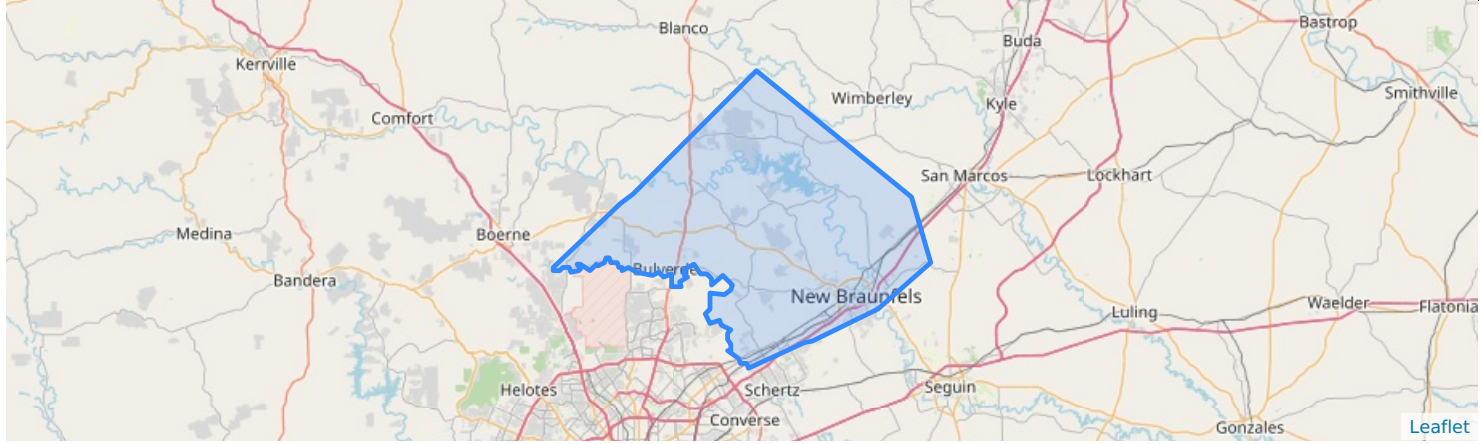 Bastrop
Blanco
Buda
Kerrville
Smithville
Wimberley
Kyle
Comfort
San Marcos
Lockhart
Medina
Boerne
Bulverde
Bandera
New Braunfels
Waelder
Flatonia
Luling
Seguin
Helotes
Schertz
Converse
Gonzales
Leaflet